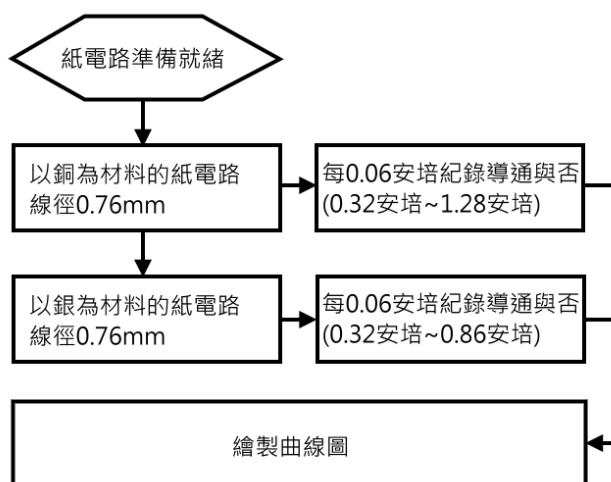 紙電路準備就緒
以銅為材料的紙電路
線徑0.76mm
每0.06安培紀錄導通與否
(0.32安培~1.28安培)
以銀為材料的紙電路
線徑0.76mm
每0.06安培紀錄導通與否
(0.32安培~0.86安培)
繪製曲線圖